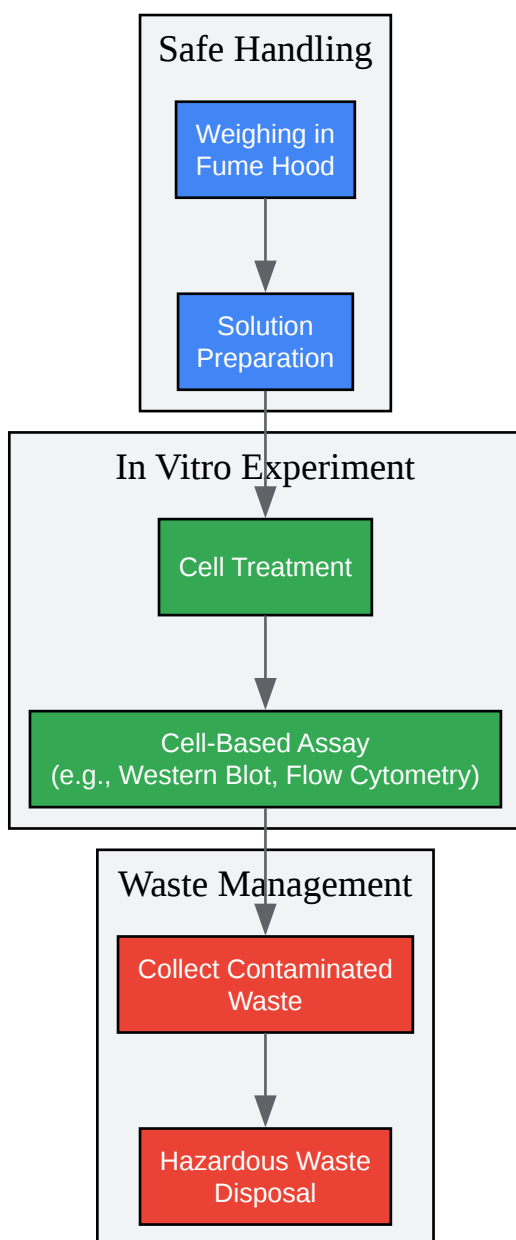 Safe Handling
Weighing in
Fume Hood
Solution
Preparation
In Vitro Experiment
Cell Treatment
Cell-Based Assay
(e.g., Western Blot, Flow Cytometry)
Waste Management
Collect Contaminated
Waste
Hazardous Waste
Disposal